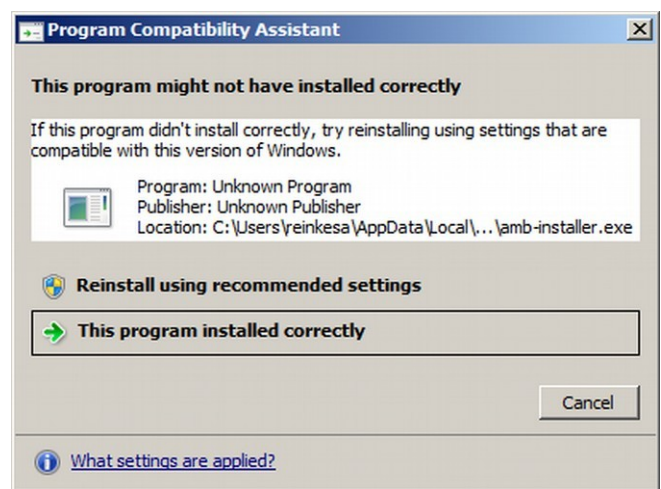 Program Compatibility Assistant
This program might not have installed correctly
If this program didn't install correctly, try reinstalling using settings that are
compatible with this version of Windows.
Program: Unknown Program
Publisher: Unknown Publisher
Location: C:\Users\reinkesa\AppData\Local\...\amb-installer.exe
Reinstall using recommended settings
This program installed correctly
Cancel
What settings are applied?